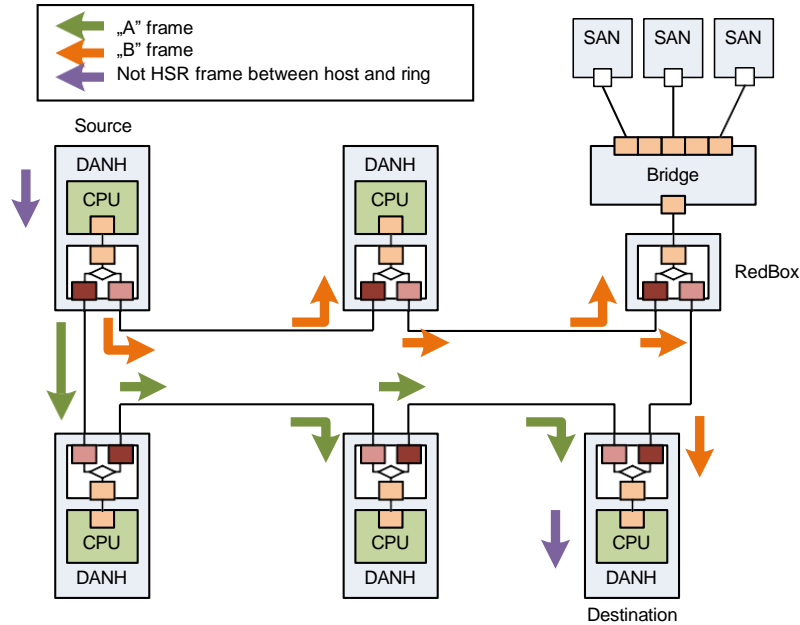 „A” frame
„B” frame
Not HSR frame between host and ring
SAN SAN SAN
Source
DANH DANH Bridge
CPU CPU
RedBox
CPU CPU CPU
DANH DANH DANH
Destination